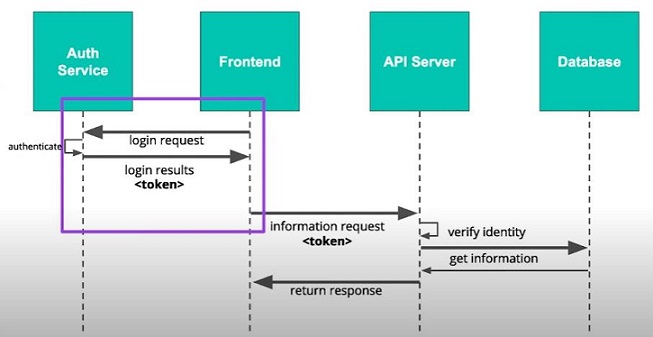 Auth
Service
Frontend
API Server
Database
login request
authenticate
login results
<token>
information request
<token>
verify identity
get information
return response